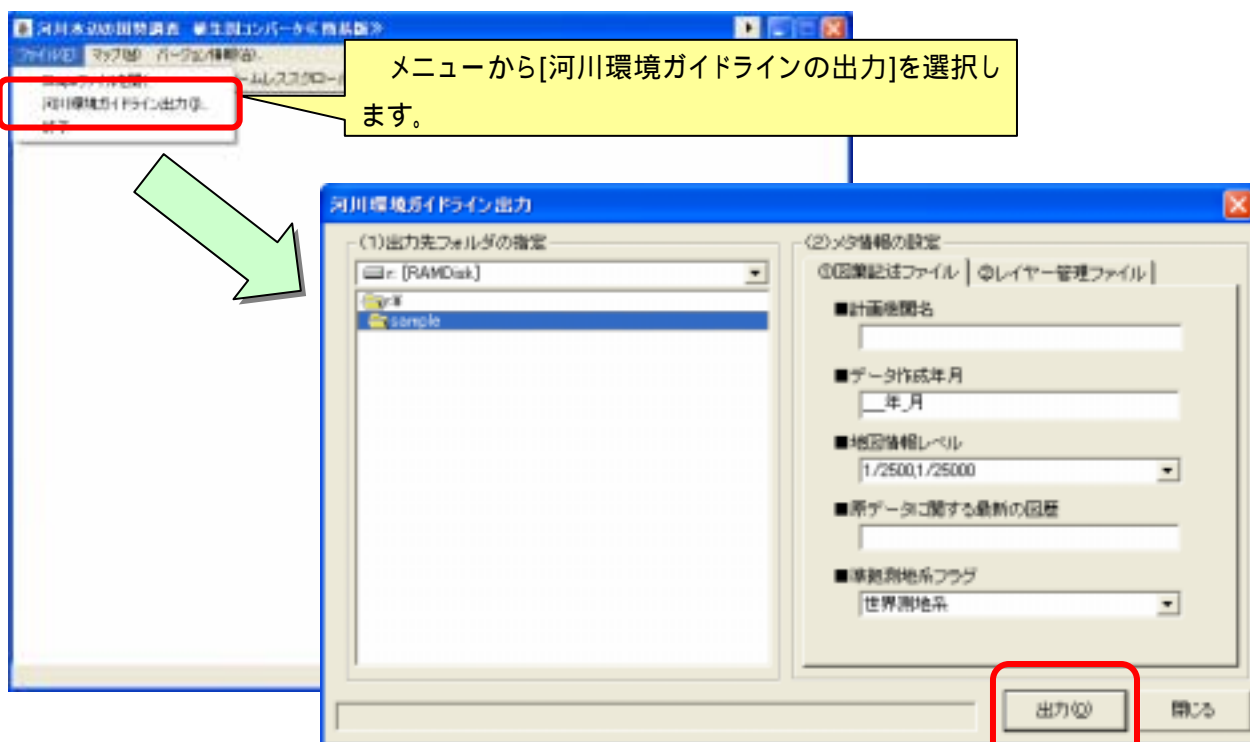 河川水辺の国勢調査
ファイル(F) マップ(M) バージョン情報(A)
河川環境ガイドライン出力
終了
メニューから[河川環境ガイドラインの出力]を選択し
ます。
河川環境ガイドライン出力
(1)出力先フォルダの指定
r: [RAMDisk]
r:¥
sample
(2)メタ情報の設定
①図葉記述ファイル ②レイヤー管理ファイル
■計画機関名
■データ作成年月
__年_月
■地図情報レベル
1/2500,1/25000
■原データに関する最新の図歴
■準拠測地系フラグ
世界測地系
出力(O) 閉じる